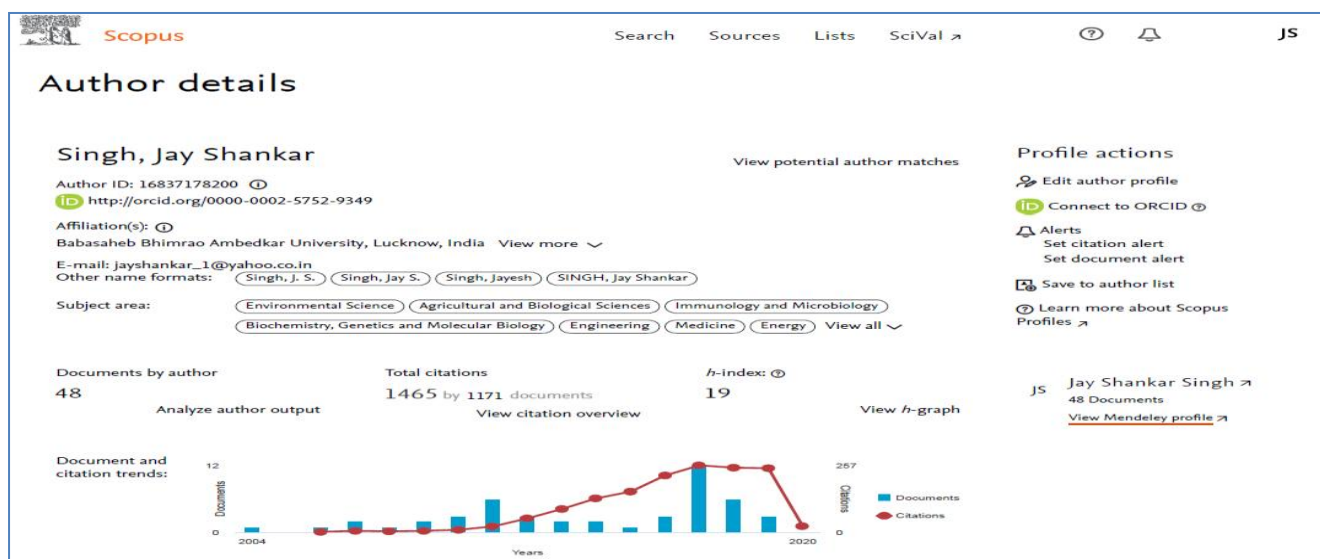 Scopus
Search Sources Lists SciVal ↗
JS
Author details
Singh, Jay Shankar
View potential author matches
Author ID: 16837178200
iD http://orcid.org/0000-0002-5752-9349
Affiliation(s):
Babasaheb Bhimrao Ambedkar University, Lucknow, India View more
E-mail: jayshankar_1@yahoo.co.in
Other name formats: Singh, J. S. Singh, Jay S. Singh, Jayesh SINGH, Jay Shankar
Subject area: Environmental Science Agricultural and Biological Sciences Immunology and Microbiology
Biochemistry, Genetics and Molecular Biology Engineering Medicine Energy View all
Profile actions
Edit author profile
iD Connect to ORCID
Alerts
Set citation alert
Set document alert
Save to author list
Learn more about Scopus
Profiles ↗
Documents by author
48
Analyze author output
Total citations
1465 by 1171 documents
View citation overview
h-index:
19
View h-graph
JS Jay Shankar Singh ↗
48 Documents
View Mendeley profile ↗
Document and
citation trends:
12
Documents
0
2004
Years
2020
257
Citations
0
Documents
Citations